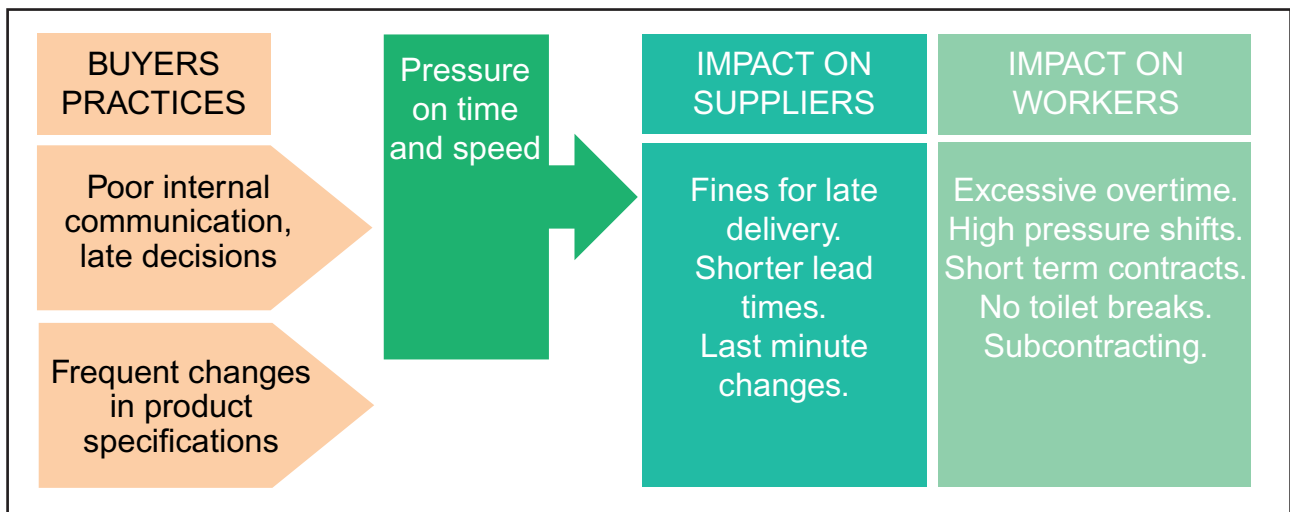 BUYERS
PRACTICES
Poor internal
communication,
late decisions
Frequent changes
in product
specifications
Pressure
on time
and speed
IMPACT ON
SUPPLIERS
Fines for late
delivery.
Shorter lead
times.
Last minute
changes.
IMPACT ON
WORKERS
Excessive overtime.
High pressure shifts.
Short term contracts.
No toilet breaks.
Subcontracting.